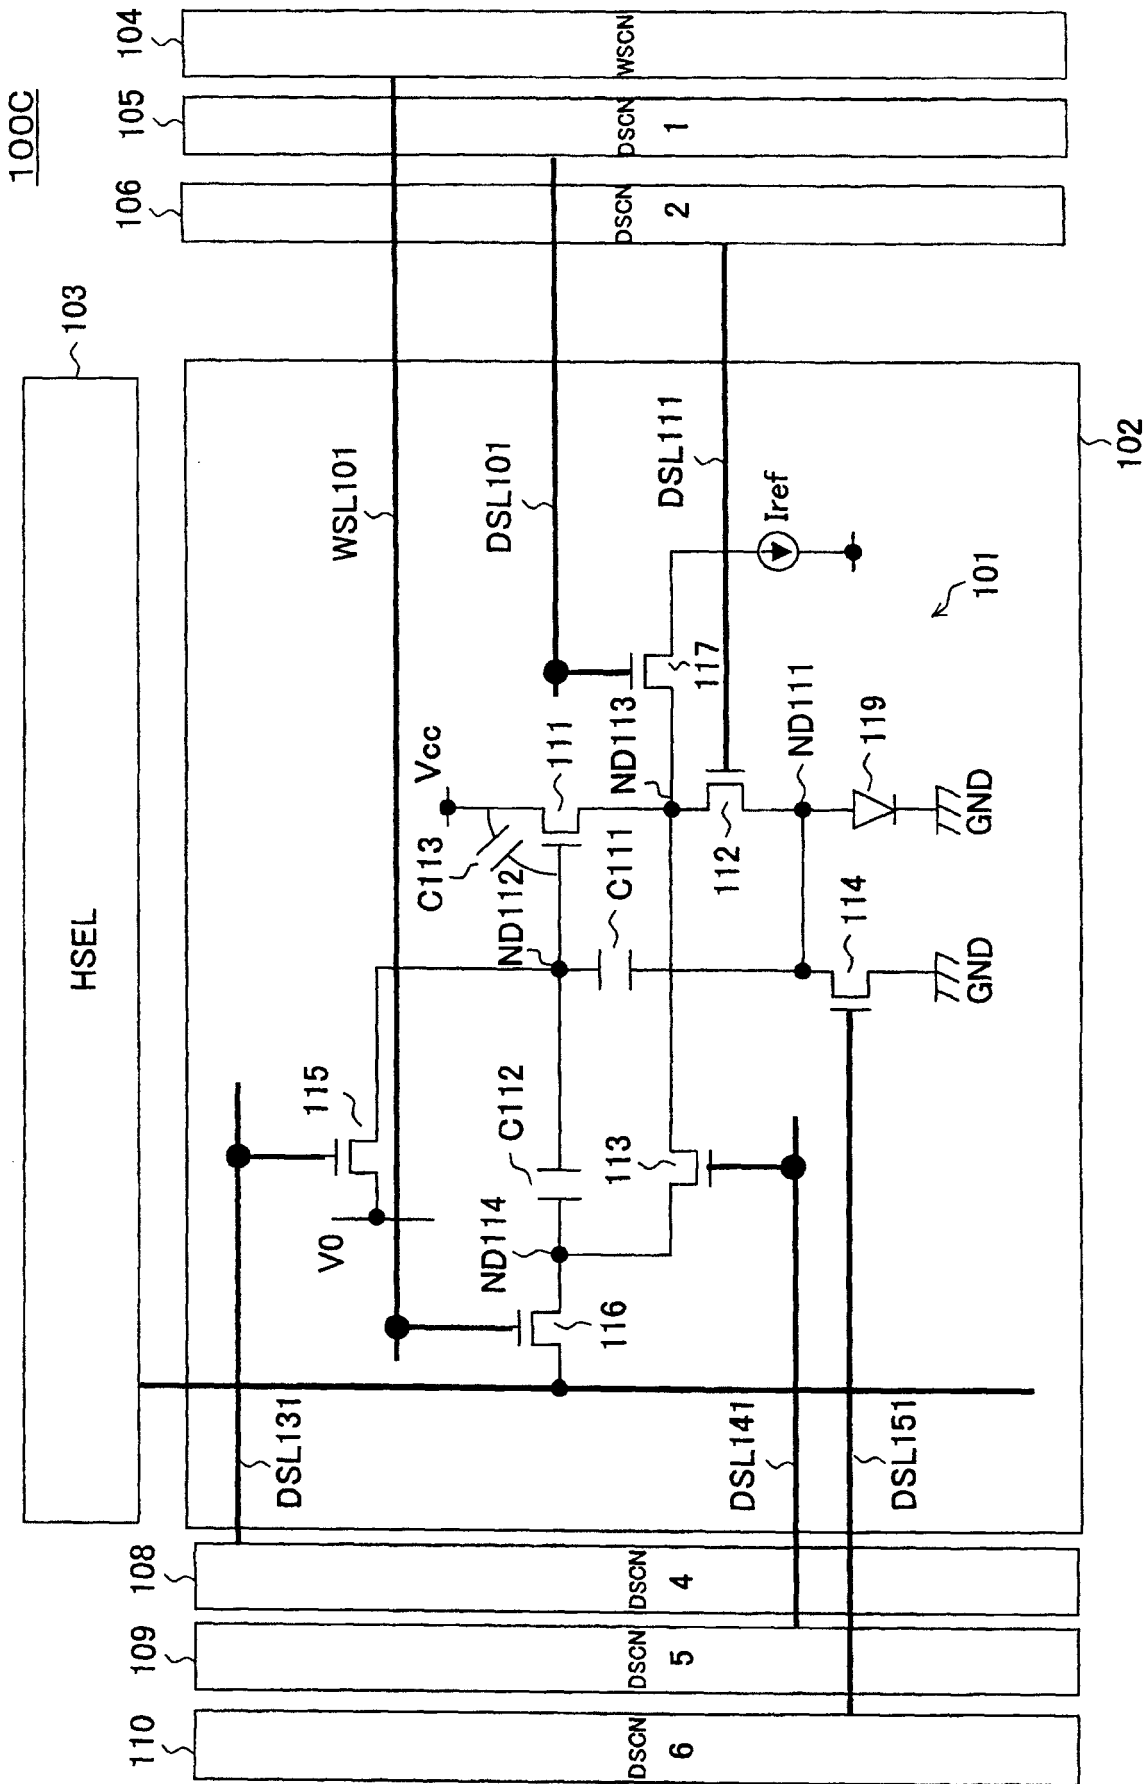 100C
HSEL
103
104
WSCN
105
DSCN
1
106
DSCN
2
108
DSCN
4
109
DSCN
5
110
DSCN
6
WSL101
DSL101
DSL111
DSL131
DSL141
DSL151
V0
115
Vcc
C113
111
ND112
C112
C111
ND114
116
113
ND113
117
Iref
112
ND111
114
119
GND
GND
101
102